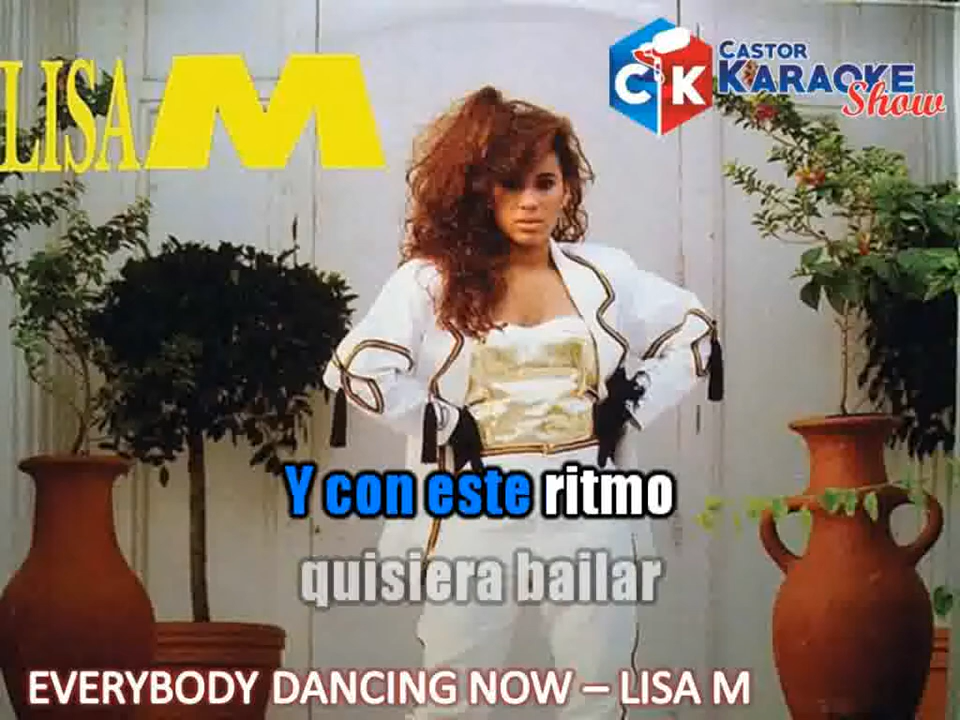 LISA M
CASTOR
KARAOKE
Show
CK
Y con este ritmo
quisiera bailar
EVERYBODY DANCING NOW – LISA M